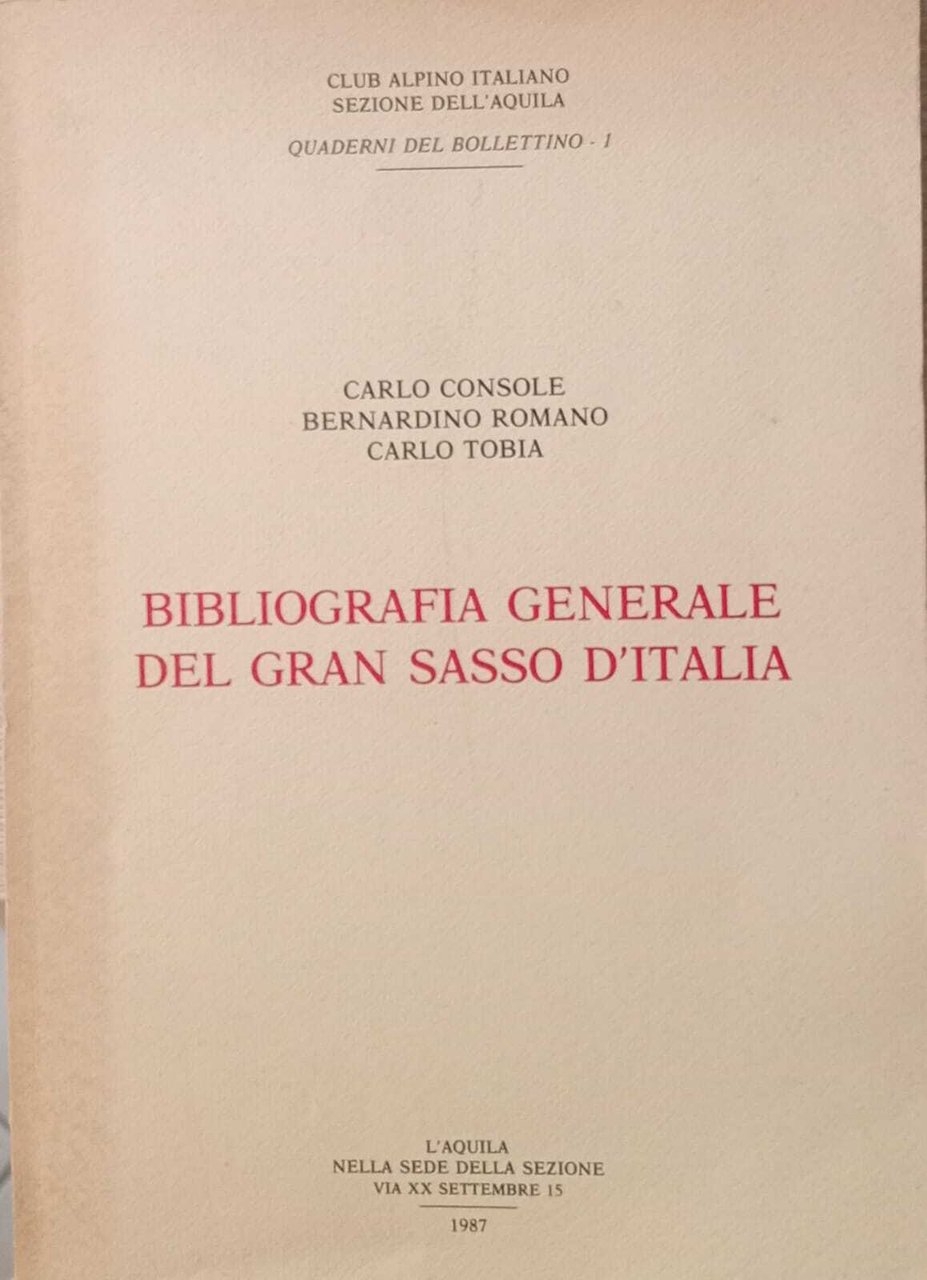 CLUB ALPINO ITALIANO
SEZIONE DELL'AQUILA
QUADERNI DEL BOLLETTINO - 1
CARLO CONSOLE
BERNARDINO ROMANO
CARLO TOBIA
BIBLIOGRAFIA GENERALE
DEL GRAN SASSO D'ITALIA
L'AQUILA
NELLA SEDE DELLA SEZIONE
VIA XX SETTEMBRE 15
1987